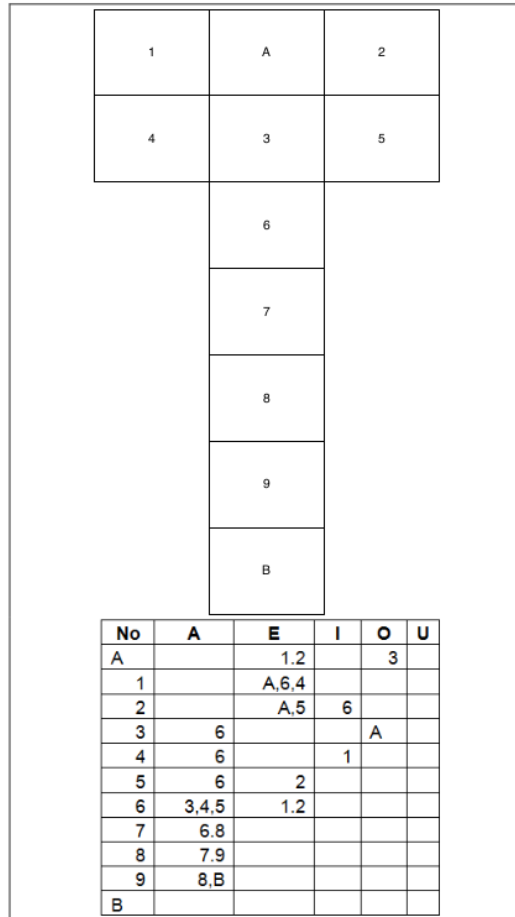 1 A 2
4 3 5
6
7
8
9
B
No A E I O U
A 1.2 3
1 A,6,4
2 A,5 6
3 6 A
4 6 1
5 6 2
6 3,4,5 1.2
7 6.8
8 7.9
9 8,B
B